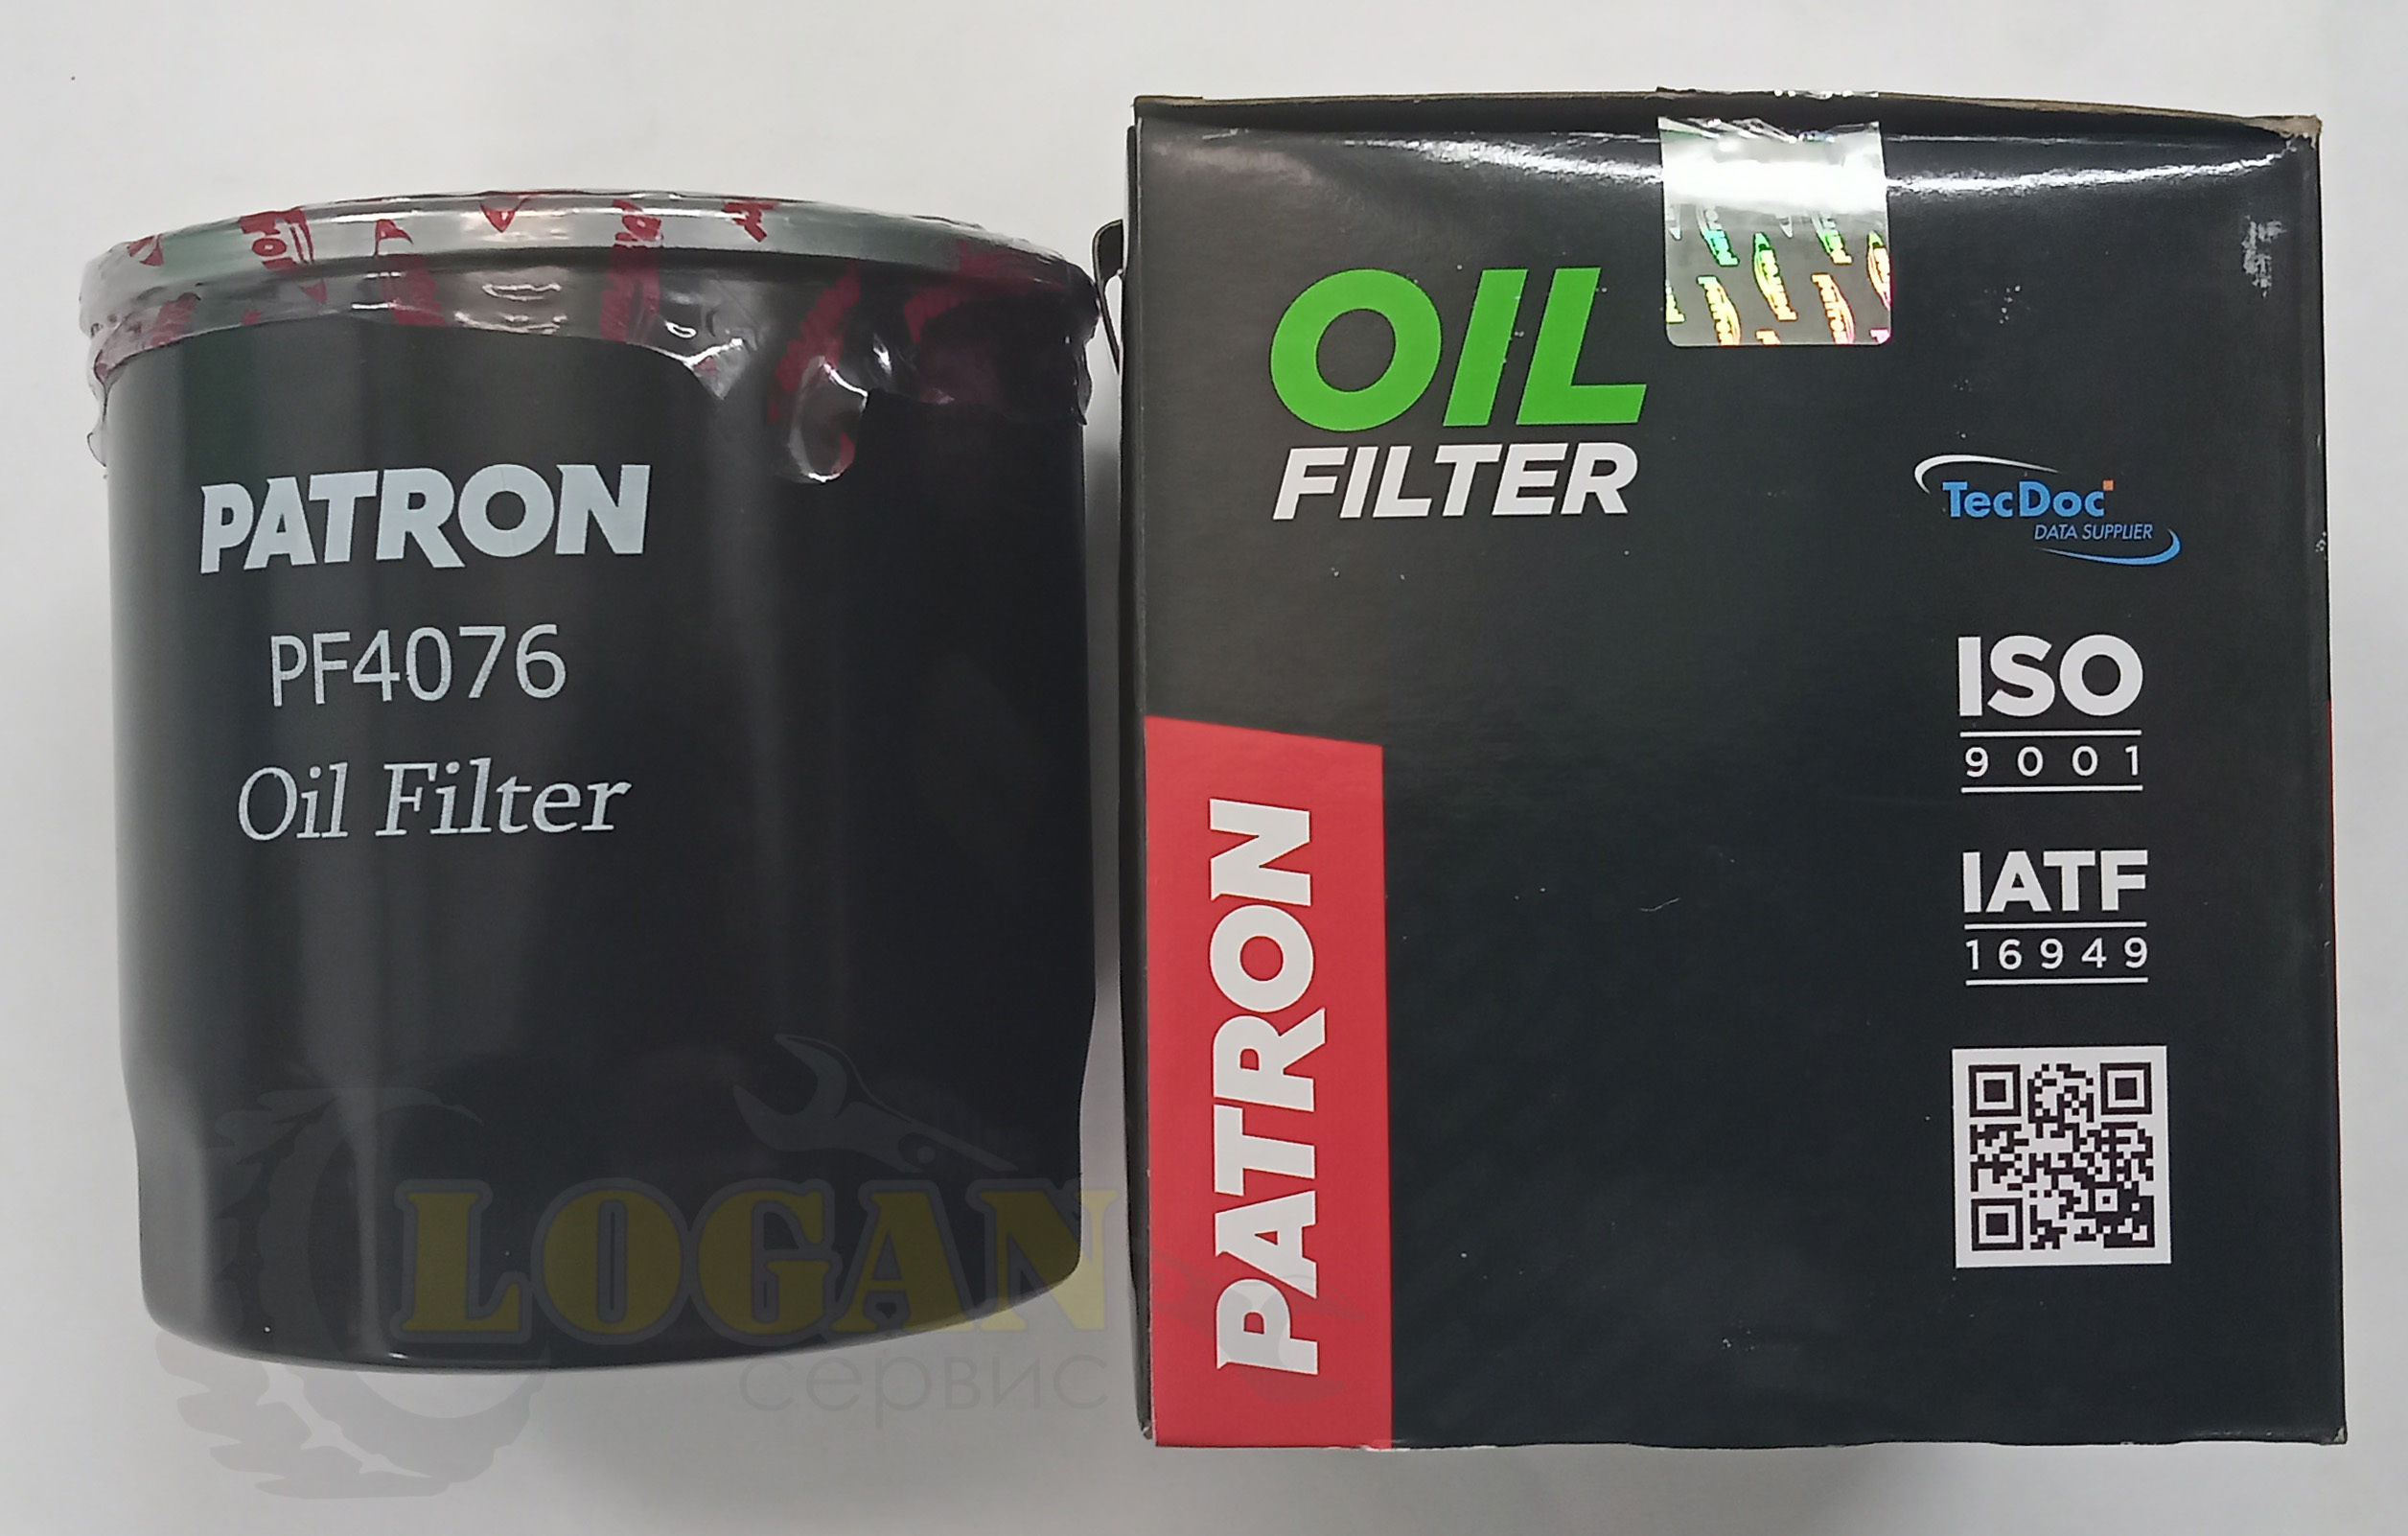 PATRON
PF4076
Oil Filter
OIL
FILTER
TecDoc
DATA SUPPLIER
ISO
9001
IATF
16949
PATRON
LOGAN
сервис